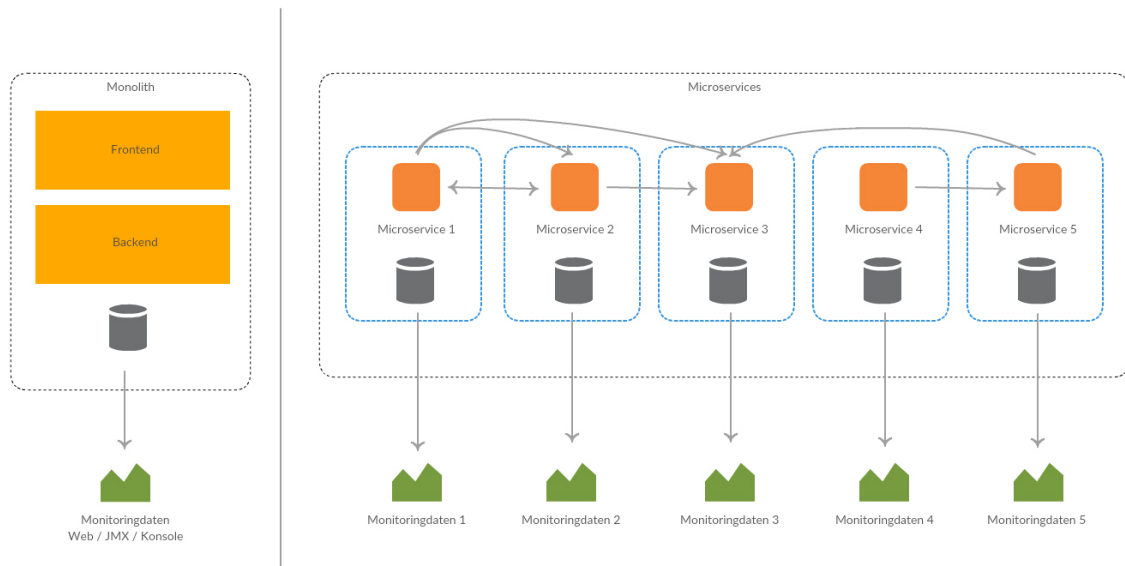 Monolith
Frontend
Backend
Monitoringdaten
Web / JMX / Konsole
Microservices
Microservice 1
Microservice 2
Microservice 3
Microservice 4
Microservice 5
Monitoringdaten 1
Monitoringdaten 2
Monitoringdaten 3
Monitoringdaten 4
Monitoringdaten 5